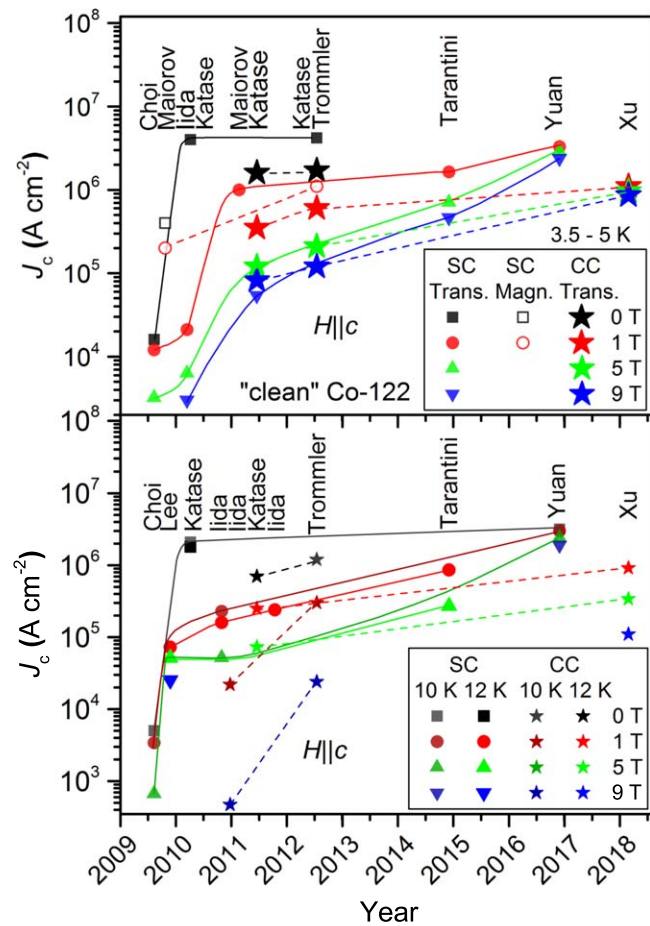 10^8
10^7
10^6
10^5
10^4
J_c (A cm^-2)
Choi
Maiorov
Iida
Katase
Maiorov
Katase
Katase
Trommler
Tarantini
Yuan
Xu
3.5 - 5 K
H||c
"clean" Co-122
SC SC CC
Trans. Magn. Trans.
0 T
1 T
5 T
9 T
10^8
10^7
10^6
10^5
10^4
10^3
J_c (A cm^-2)
Choi
Lee
Katase
Iida
Iida
Katase
Iida
Trommler
Tarantini
Yuan
Xu
H||c
SC CC
10 K 12 K 10 K 12 K
0 T
1 T
5 T
9 T
2009 2010 2011 2012 2013 2014 2015 2016 2017 2018
Year